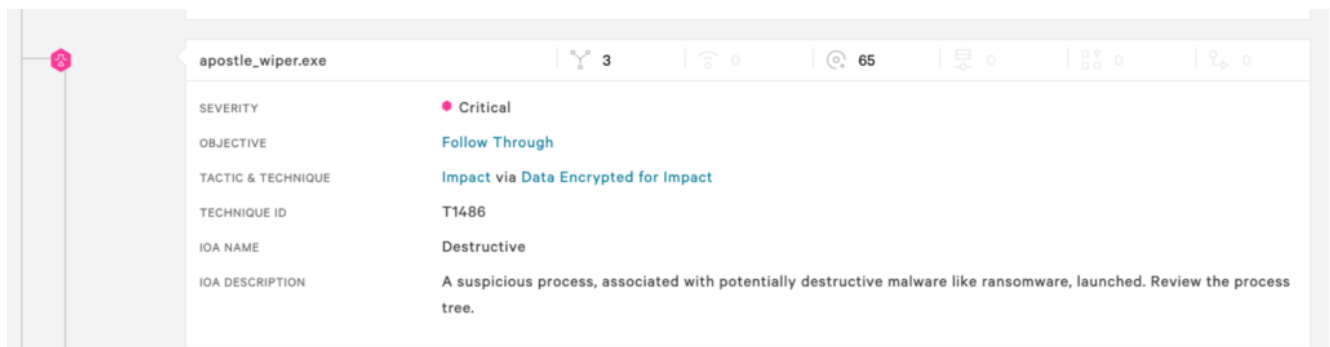 apostle_wiper.exe 3 0 65 0 0 0
SEVERITY Critical
OBJECTIVE Follow Through
TACTIC & TECHNIQUE Impact via Data Encrypted for Impact
TECHNIQUE ID T1486
IOA NAME Destructive
IOA DESCRIPTION A suspicious process, associated with potentially destructive malware like ransomware, launched. Review the process
tree.